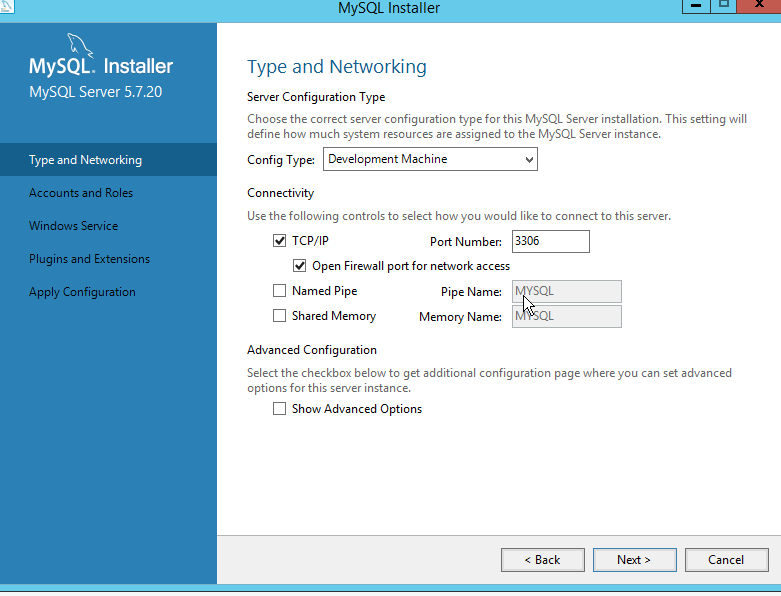 MySQL Installer
MySQL. Installer
MySQL Server 5.7.20
Type and Networking
Accounts and Roles
Windows Service
Plugins and Extensions
Apply Configuration
Type and Networking
Server Configuration Type
Choose the correct server configuration type for this MySQL Server installation. This setting will
define how much system resources are assigned to the MySQL Server instance.
Config Type: Development Machine
Connectivity
Use the following controls to select how you would like to connect to this server.
TCP/IP Port Number: 3306
Open Firewall port for network access
Named Pipe Pipe Name: MYSQL
Shared Memory Memory Name: MYSQL
Advanced Configuration
Select the checkbox below to get additional configuration page where you can set advanced
options for this server instance.
Show Advanced Options
< Back Next > Cancel